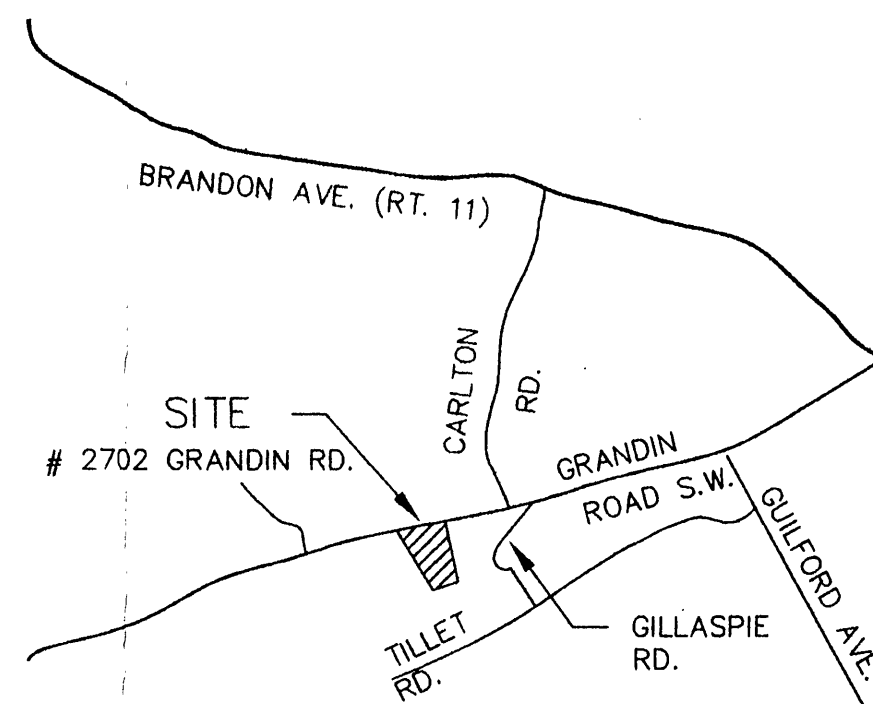 BRANDON AVE. (RT. 11)
CARLTON
RD.
SITE
# 2702 GRANDIN RD.
GRANDIN
ROAD S.W.
GUILFORD AVE.
TILLET
RD.
GILLASPIE
RD.